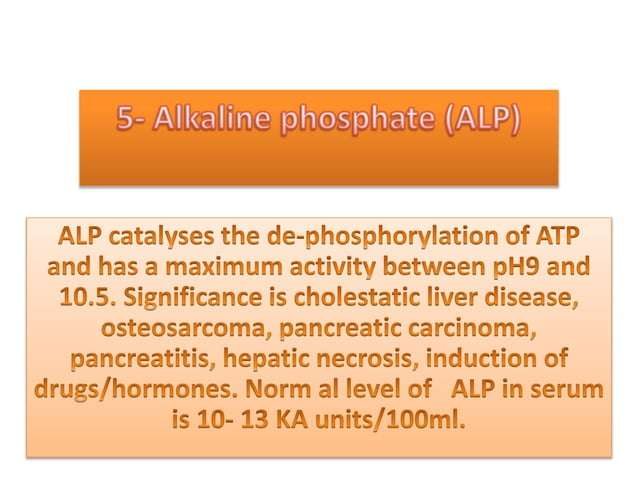 5- Alkaline phosphate (ALP)
ALP catalyses the de-phosphorylation of ATP
and has a maximum activity between pH9 and
10.5. Significance is cholestatic liver disease,
osteosarcoma, pancreatic carcinoma,
pancreatitis, hepatic necrosis, induction of
drugs/hormones. Norm al level of ALP in serum
is 10- 13 KA units/100ml.